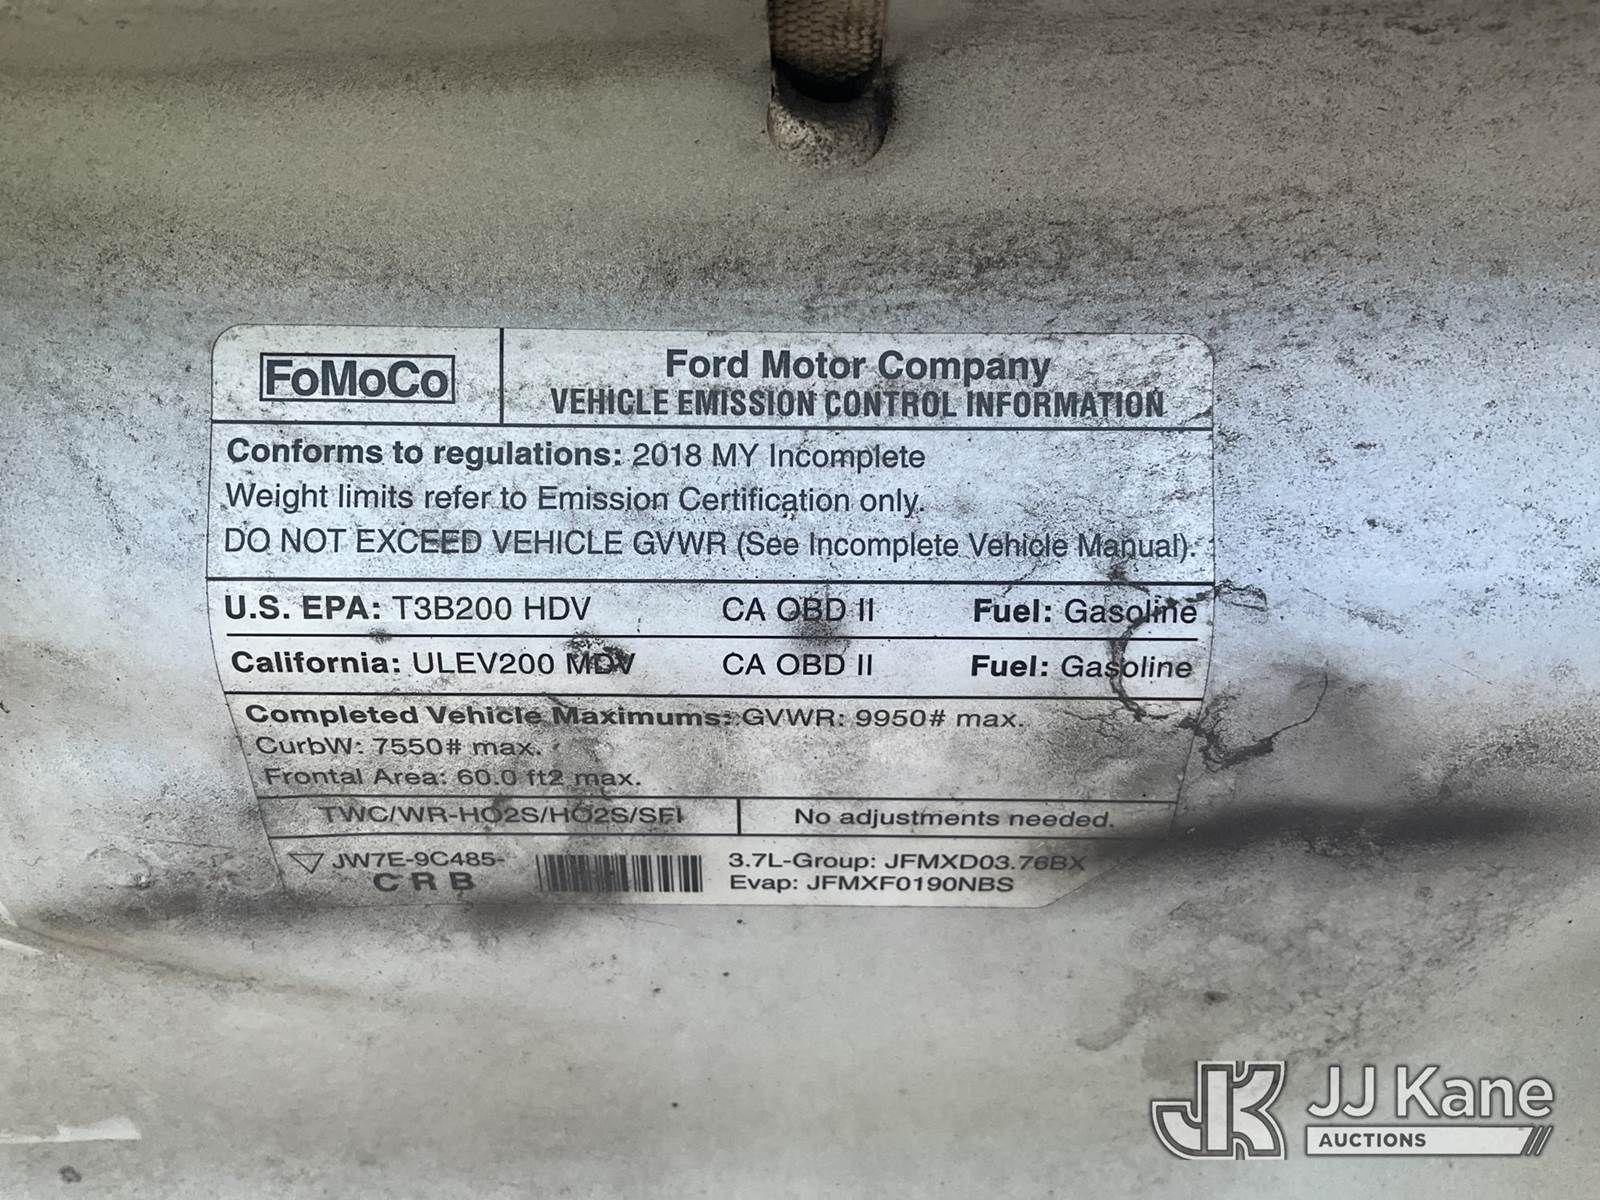 FoMoCo
Ford Motor Company
VEHICLE EMISSION CONTROL INFORMATION
Conforms to regulations: 2018 MY Incomplete
Weight limits refer to Emission Certification only.
DO NOT EXCEED VEHICLE GVWR (See Incomplete Vehicle Manual).
U.S. EPA: T3B200 HDV CA OBD II Fuel: Gasoline
California: ULEV200 MDV CA OBD II Fuel: Gasoline
Completed Vehicle Maximums: GVWR: 9950# max.
CurbW: 7550# max.
Frontal Area: 60.0 ft2 max.
TWC/WR-HO2S/HO2S/SFI No adjustments needed.
JW7E-9C485-
CRB
3.7L-Group: JFMXD03.76BX
Evap: JFMXF0190NBS
JK JJ Kane
AUCTIONS